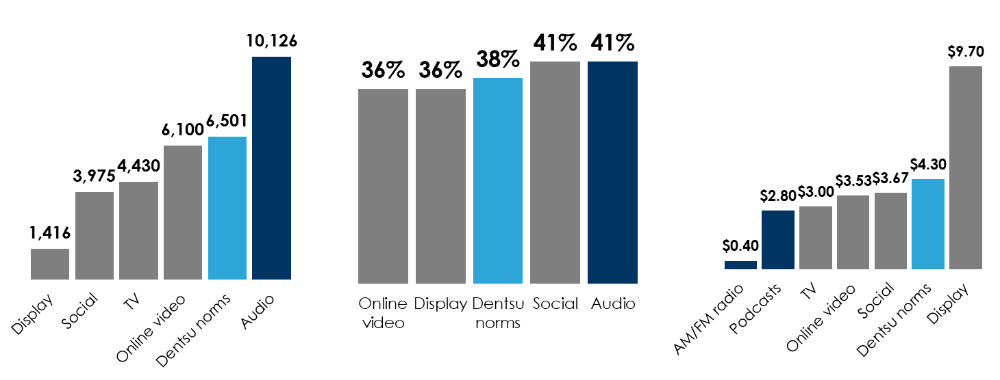 10,126
6,501
6,100
4,430
3,975
1,416
Display
Social
TV
Online video
Dentsu norms
Audio
36%
36%
38%
41%
41%
Online
video
Display
Dentsu
norms
Social
Audio
$0.40
$2.80
$3.00
$3.53
$3.67
$4.30
$9.70
AM/FM radio
Podcasts
TV
Online video
Social
Dentsu norms
Display